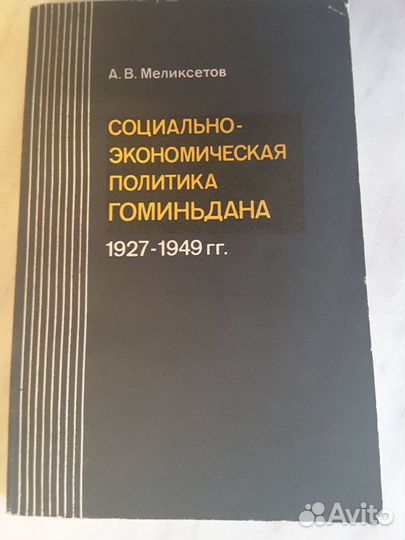 А. В. Меликсетов
СОЦИАЛЬНО-
ЭКОНОМИЧЕСКАЯ
ПОЛИТИКА
ГОМИНЬДАНА
1927-1949 гг.
Avito